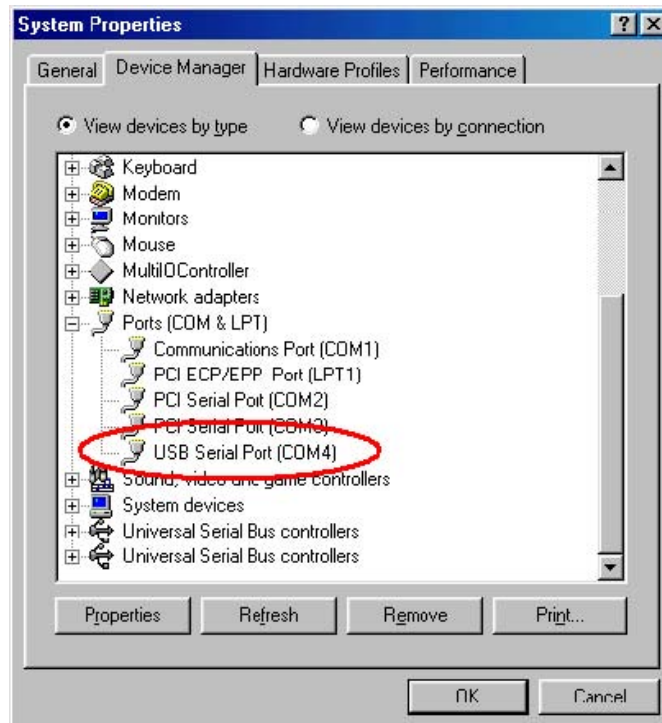 System Properties
General Device Manager Hardware Profiles Performance
View devices by type View devices by connection
Keyboard
Modem
Monitors
Mouse
MultiIOController
Network adapters
Ports (COM & LPT)
Communications Port (COM1)
PCI ECP/EPP Port (LPT1)
PCI Serial Port (COM2)
PCI Serial Port (COM3)
USB Serial Port (COM4)
Sound, video and game controllers
System devices
Universal Serial Bus controllers
Universal Serial Bus controllers
Properties Refresh Remove Print...
OK Cancel